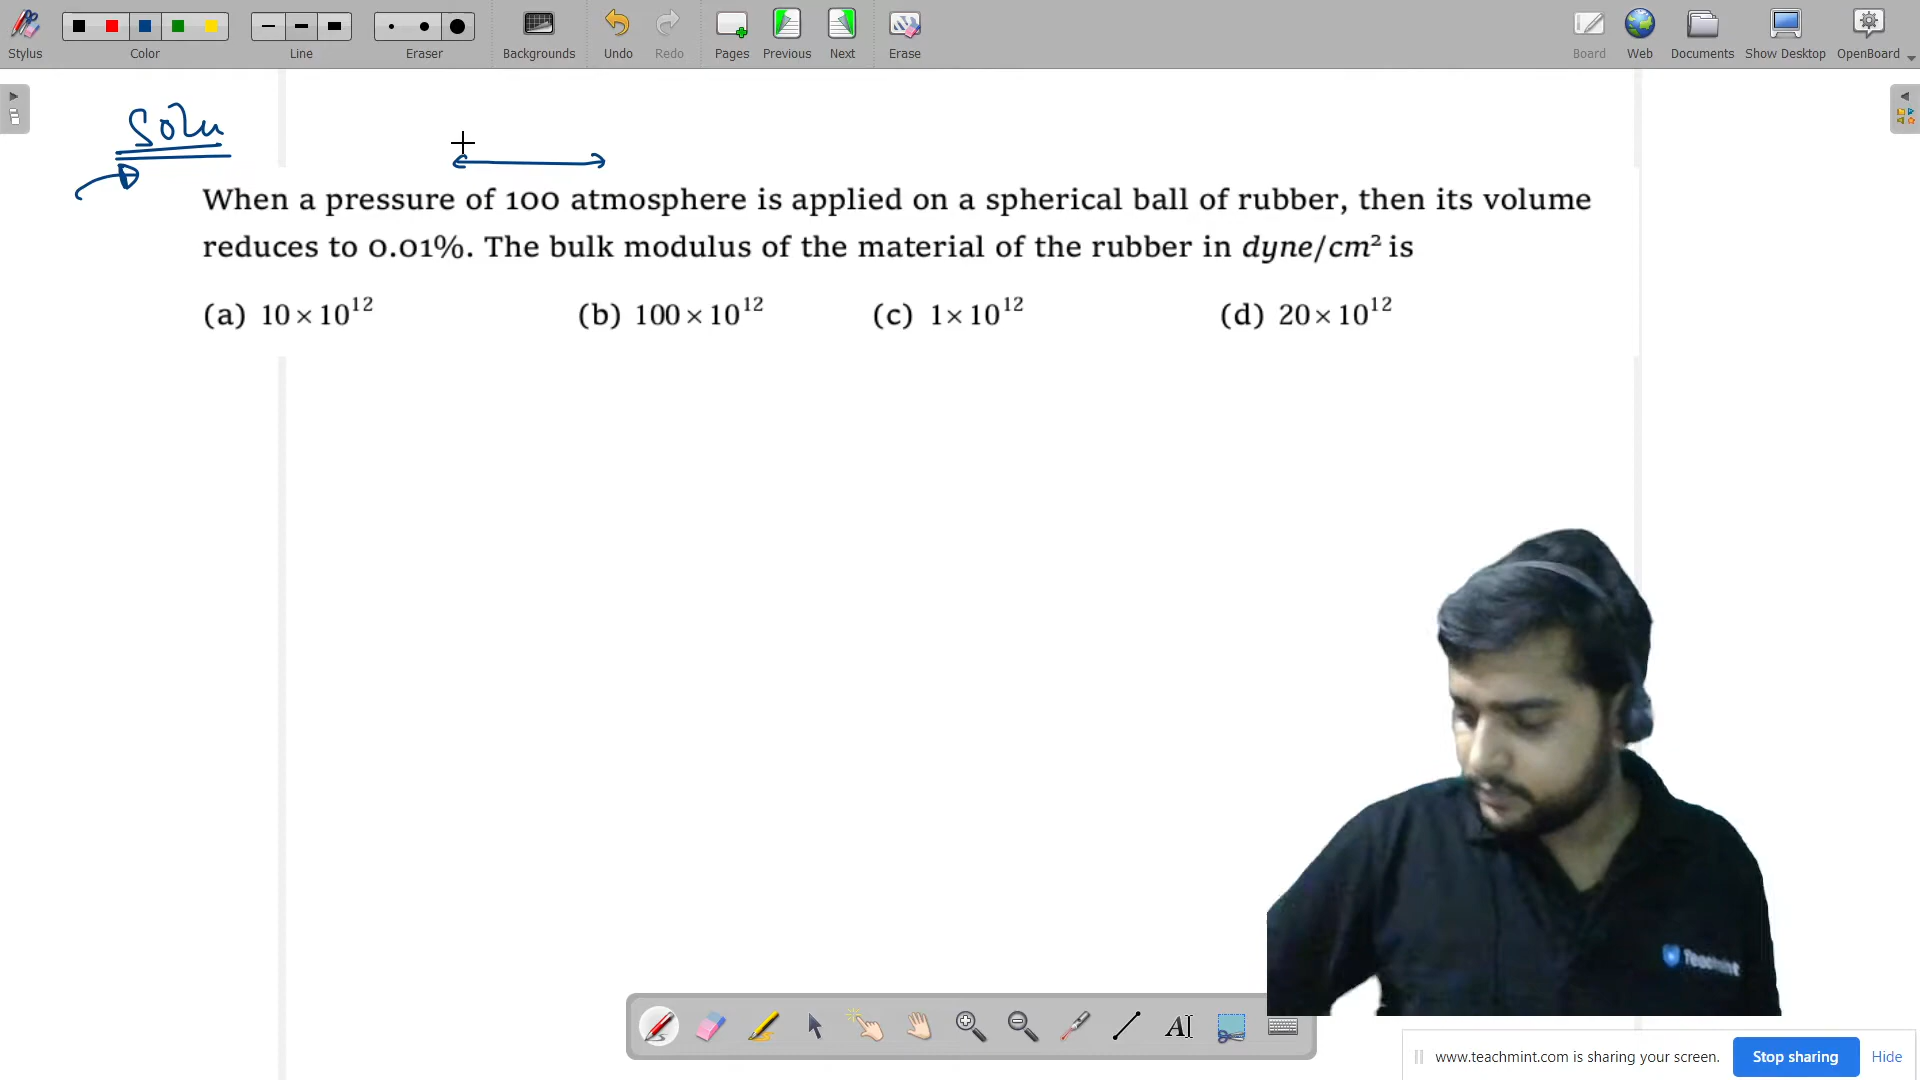 Stylus Color Line Eraser Backgrounds Undo Redo Pages Previous Next Erase Board Web Documents Show Desktop OpenBoard
Solu
When a pressure of 100 atmosphere is applied on a spherical ball of rubber, then its volume
reduces to 0.01%. The bulk modulus of the material of the rubber in dyne/cm² is
(a) 10 × 10¹² (b) 100 × 10¹² (c) 1 × 10¹² (d) 20 × 10¹²
Teachmint
www.teachmint.com is sharing your screen. Stop sharing Hide